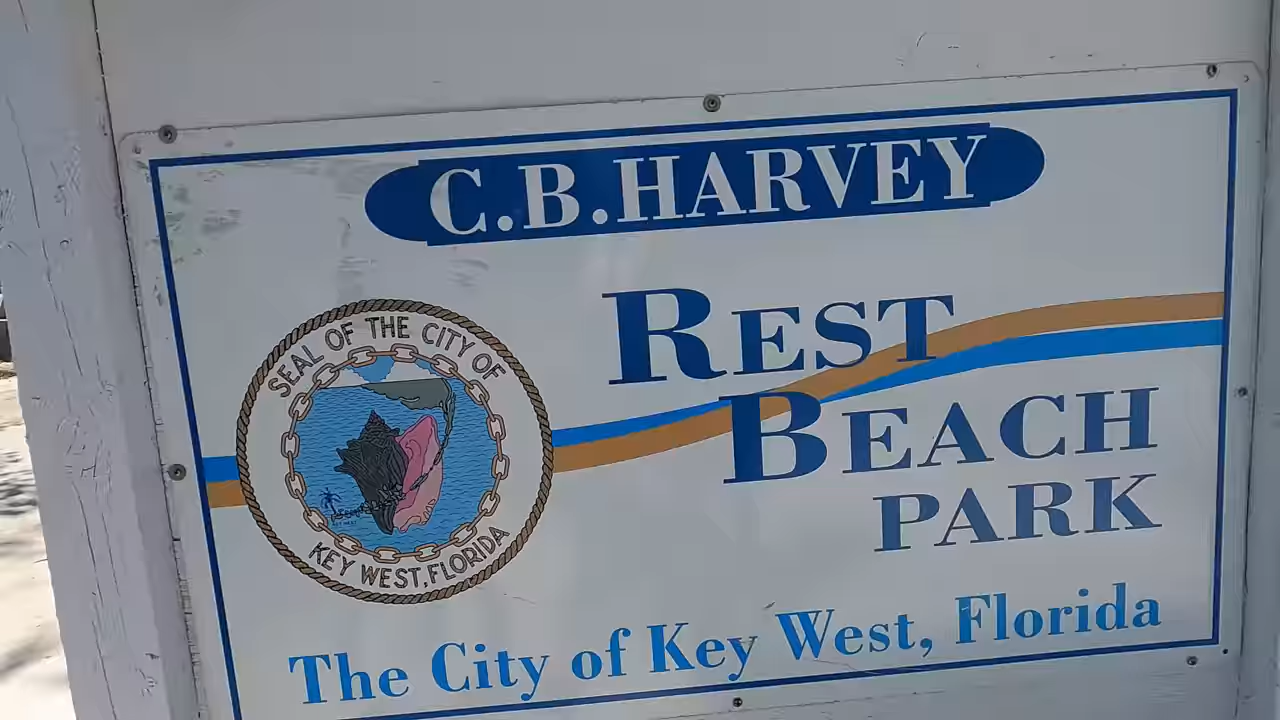 C.B.HARVEY
REST
BEACH
PARK
SEAL OF THE CITY OF
KEY WEST, FLORIDA
The City of Key West, Florida